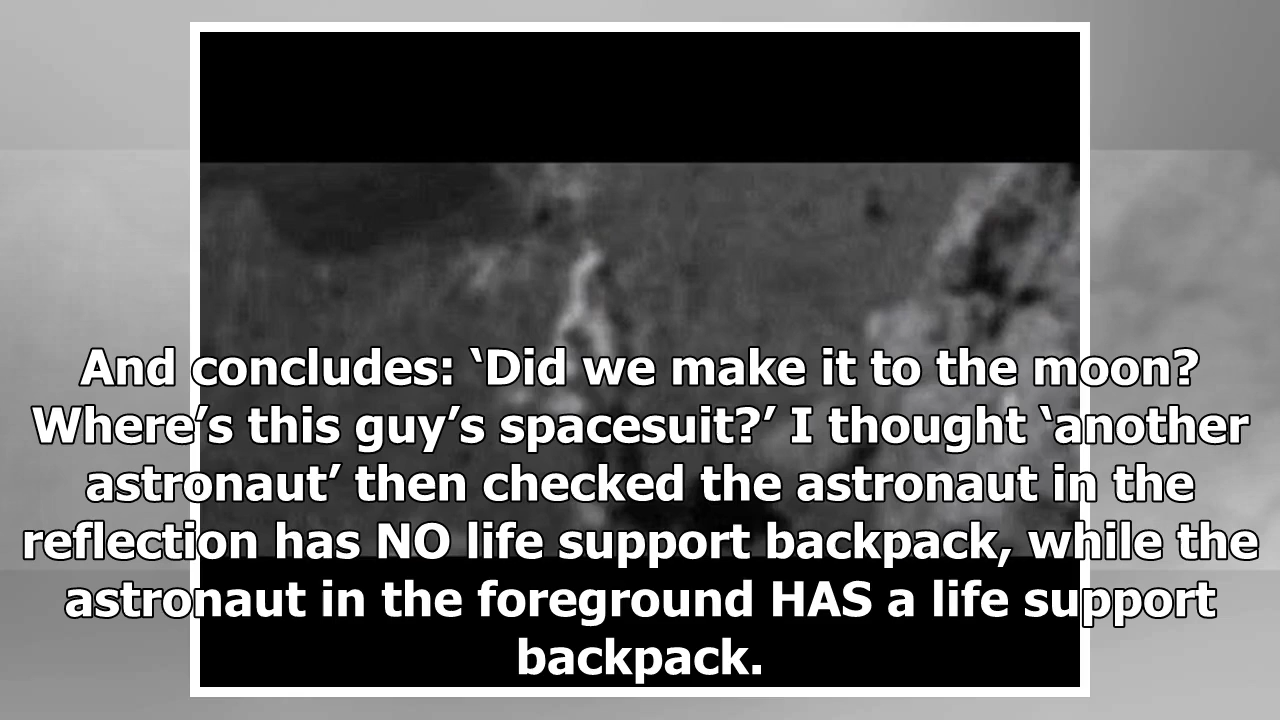 And concludes: ‘Did we make it to the moon?
Where’s this guy’s spacesuit?’ I thought ‘another
astronaut’ then checked the astronaut in the
reflection has NO life support backpack, while the
astronaut in the foreground HAS a life support
backpack.